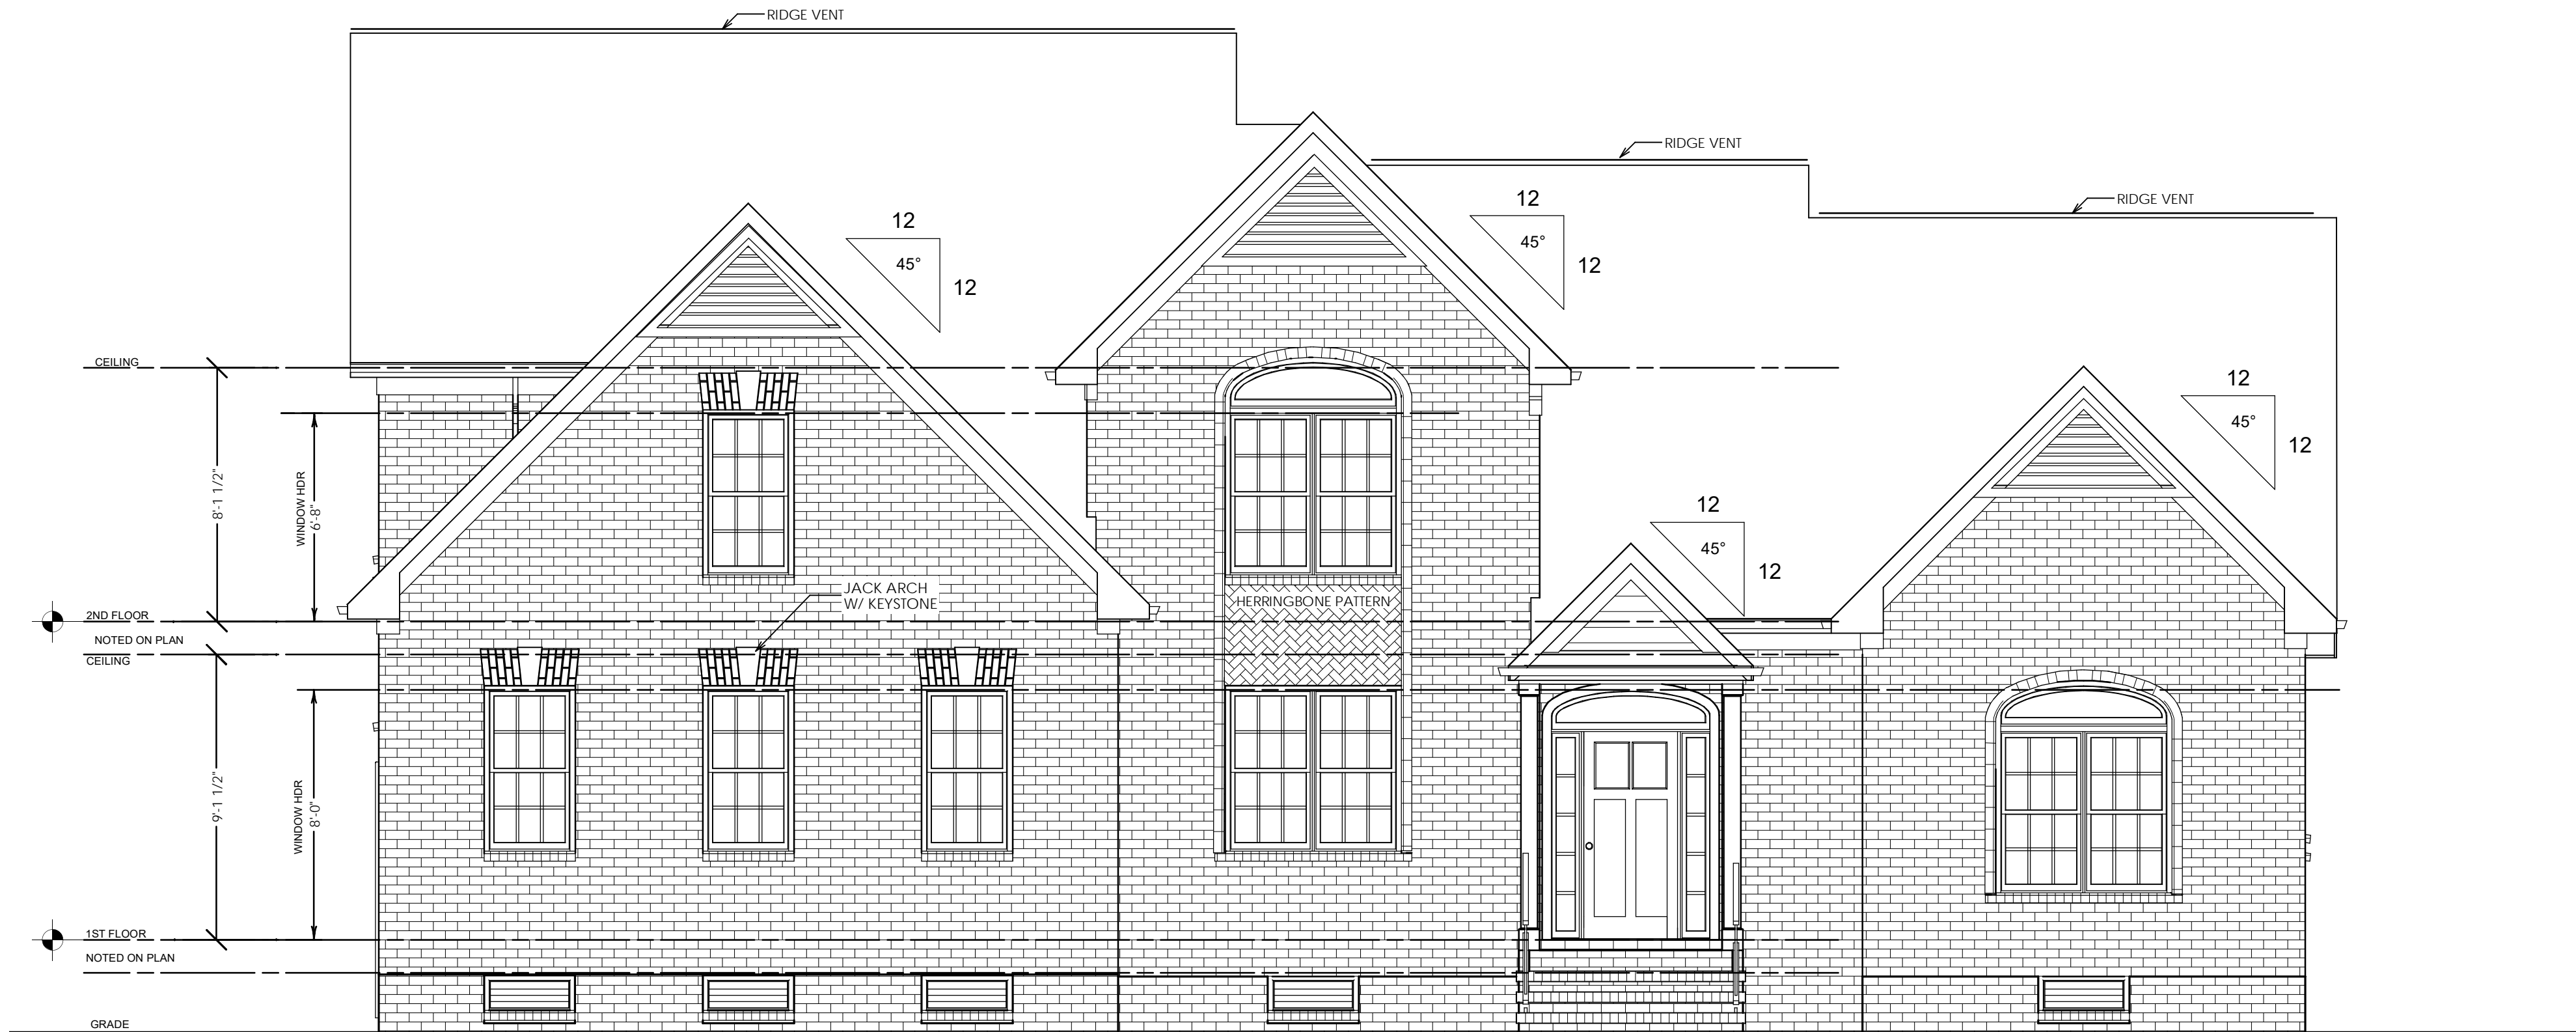 RIDGE VENT
RIDGE VENT
RIDGE VENT
12
45°
12
12
45°
12
12
45°
12
12
45°
12
CEILING
8'-1 1/2"
WINDOW HDR
6'-8"
JACK ARCH
W/ KEYSTONE
HERRINGBONE PATTERN
2ND FLOOR
NOTED ON PLAN
CEILING
9'-1 1/2"
WINDOW HDR
8'-0"
1ST FLOOR
NOTED ON PLAN
GRADE